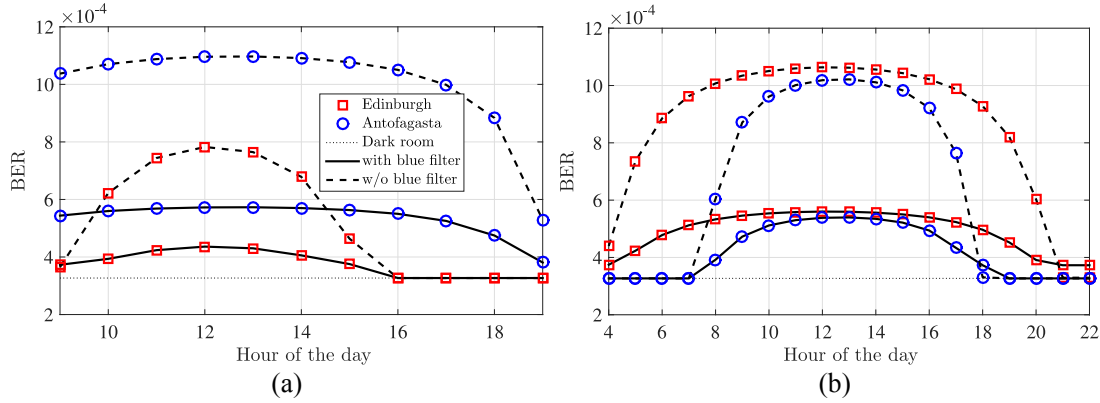 ×10⁻⁴
12
10
8
6
4
2
BER
10 12 14 16 18
Hour of the day
Edinburgh
Antofagasta
Dark room
with blue filter
w/o blue filter
(a)
×10⁻⁴
12
10
8
6
4
2
BER
4 6 8 10 12 14 16 18 20 22
Hour of the day
(b)